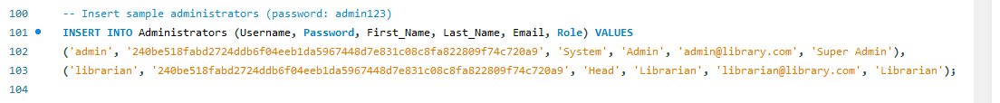 100 -- Insert sample administrators (password: admin123)
101 INSERT INTO Administrators (Username, Password, First_Name, Last_Name, Email, Role) VALUES
102 ('admin', '240be518fabd2724ddb6f04eeb1da5967448d7e831c08c8fa822809f74c720a9', 'System', 'Admin', 'admin@library.com', 'Super Admin'),
103 ('librarian', '240be518fabd2724ddb6f04eeb1da5967448d7e831c08c8fa822809f74c720a9', 'Head', 'Librarian', 'librarian@library.com', 'Librarian');
104